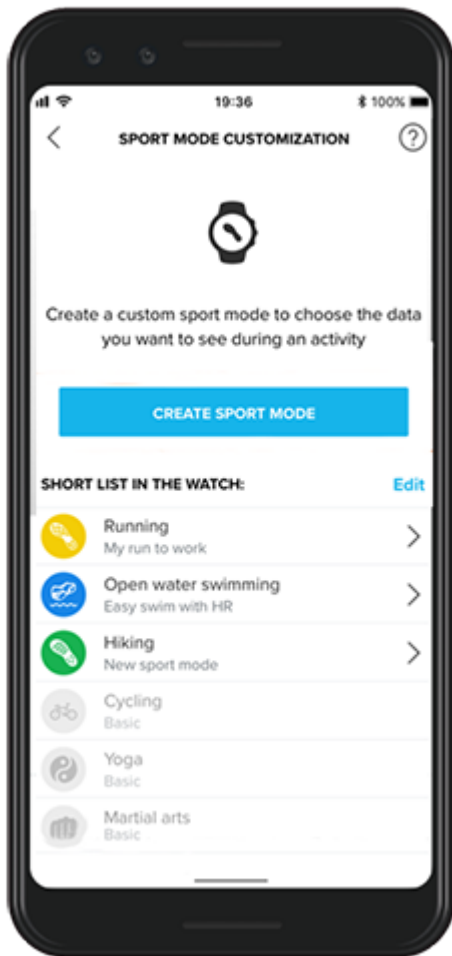 19:36
100%
SPORT MODE CUSTOMIZATION
?
Create a custom sport mode to choose the data
you want to see during an activity
CREATE SPORT MODE
SHORT LIST IN THE WATCH:
Edit
Running
My run to work
Open water swimming
Easy swim with HR
Hiking
New sport mode
Cycling
Basic
Yoga
Basic
Martial arts
Basic